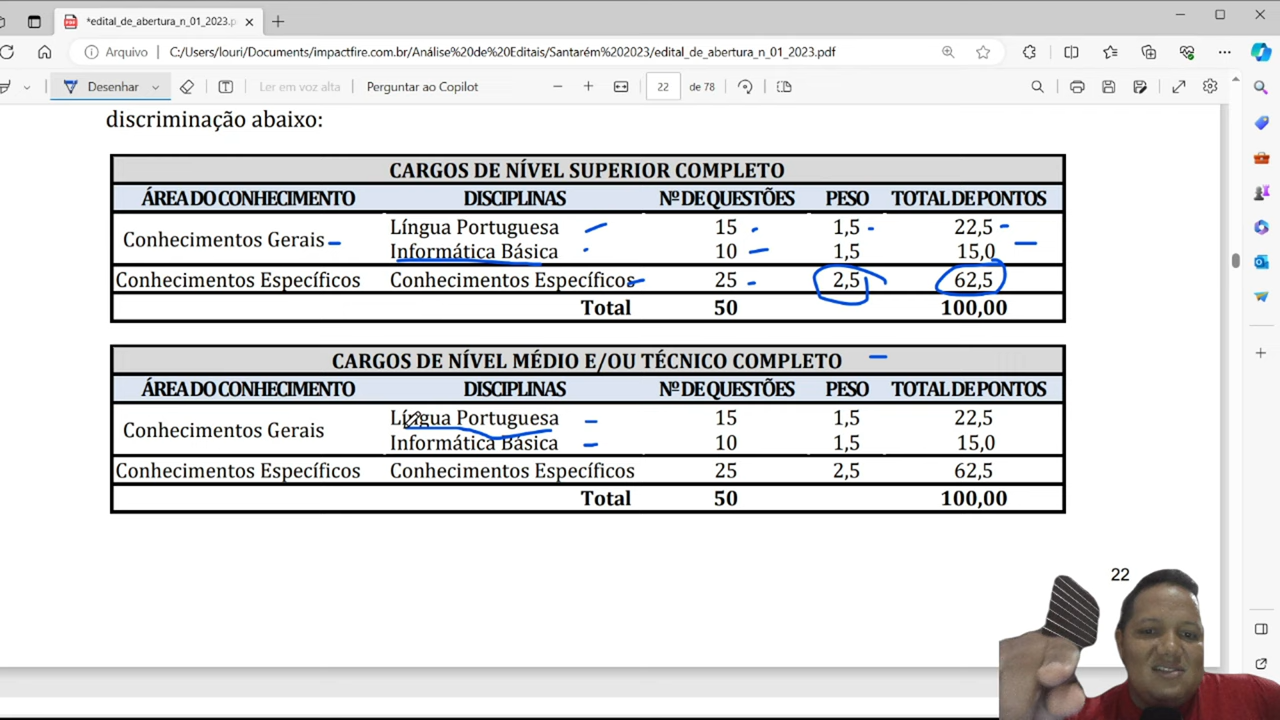 *edital_de_abertura_n_01_2023.p
Arquivo C:/Users/louri/Documents/impactfire.com.br/Análise%20de%20Editais/Santarém%202023/edital_de_abertura_n_01_2023.pdf
Desenhar Ler em voz alta Perguntar ao Copilot 22 de 78
discriminação abaixo:
CARGOS DE NÍVEL SUPERIOR COMPLETO
ÁREA DO CONHECIMENTO DISCIPLINAS Nº DE QUESTÕES PESO TOTAL DE PONTOS
Conhecimentos Gerais Língua Portuguesa 15 1,5 22,5
Informática Básica 10 1,5 15,0
Conhecimentos Específicos Conhecimentos Específicos 25 2,5 62,5
Total 50 100,00
CARGOS DE NÍVEL MÉDIO E/OU TÉCNICO COMPLETO
ÁREA DO CONHECIMENTO DISCIPLINAS Nº DE QUESTÕES PESO TOTAL DE PONTOS
Conhecimentos Gerais Língua Portuguesa 15 1,5 22,5
Informática Básica 10 1,5 15,0
Conhecimentos Específicos Conhecimentos Específicos 25 2,5 62,5
Total 50 100,00
22